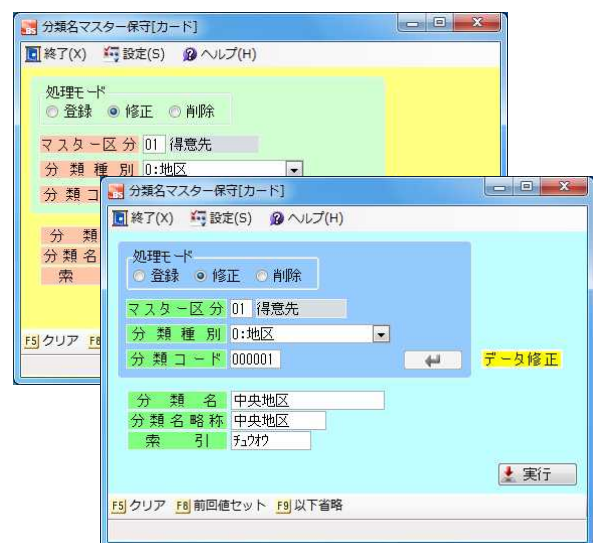 分類名マスター保守[カード]
終了(X) 設定(S) ヘルプ(H)
処理モード
登録 修正 削除
マスター区分 01 得意先
分類種別 0:地区
分類コ
分類
分類名
索
F5 クリア F8
分類名マスター保守[カード]
終了(X) 設定(S) ヘルプ(H)
処理モード
登録 修正 削除
マスター区分 01 得意先
分類種別 0:地区
分類コード 000001 データ修正
分類名 中央地区
分類名略称 中央地区
索引 ﾁｭｳｵｳ
実行
F5 クリア F8 前回値セット F9 以下省略